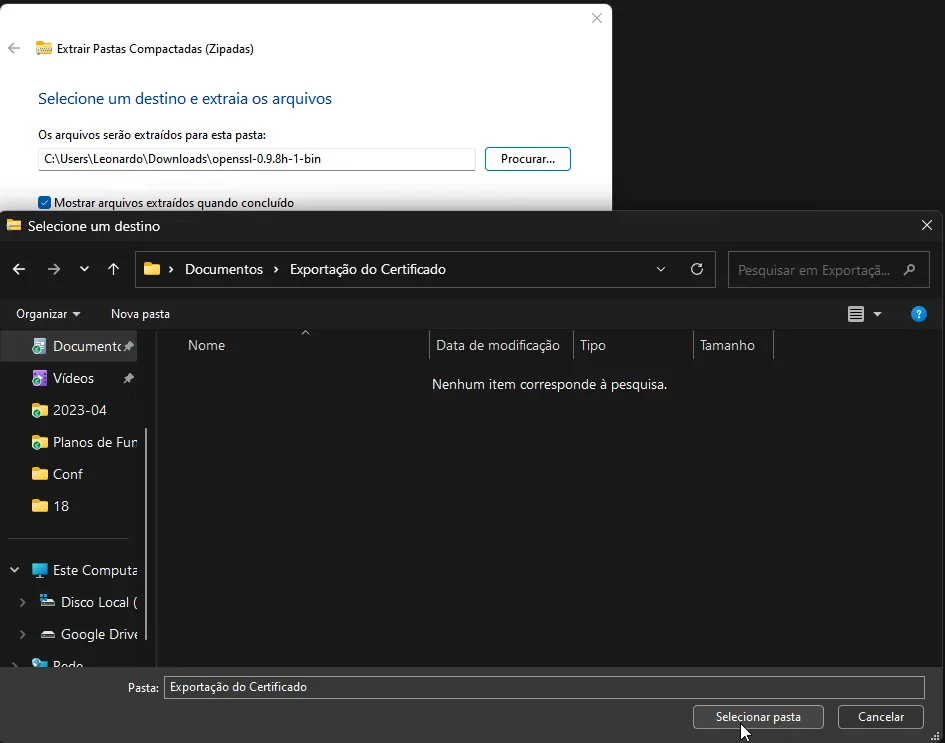 Extrair Pastas Compactadas (Zipadas)
Selecione um destino e extraia os arquivos
Os arquivos serão extraídos para esta pasta:
C:\Users\Leonardo\Downloads\openssl-0.9.8h-1-bin
Procurar...
Mostrar arquivos extraídos quando concluído
Selecione um destino
Documentos > Exportação do Certificado
Pesquisar em Exportaçã...
Organizar
Nova pasta
?
Documento
Vídeos
2023-04
Planos de Fun
Conf
18
Este Computa
Disco Local (
Google Drive
Rede
Nome
Data de modificação
Tipo
Tamanho
Nenhum item corresponde à pesquisa.
Pasta: Exportação do Certificado
Selecionar pasta
Cancelar